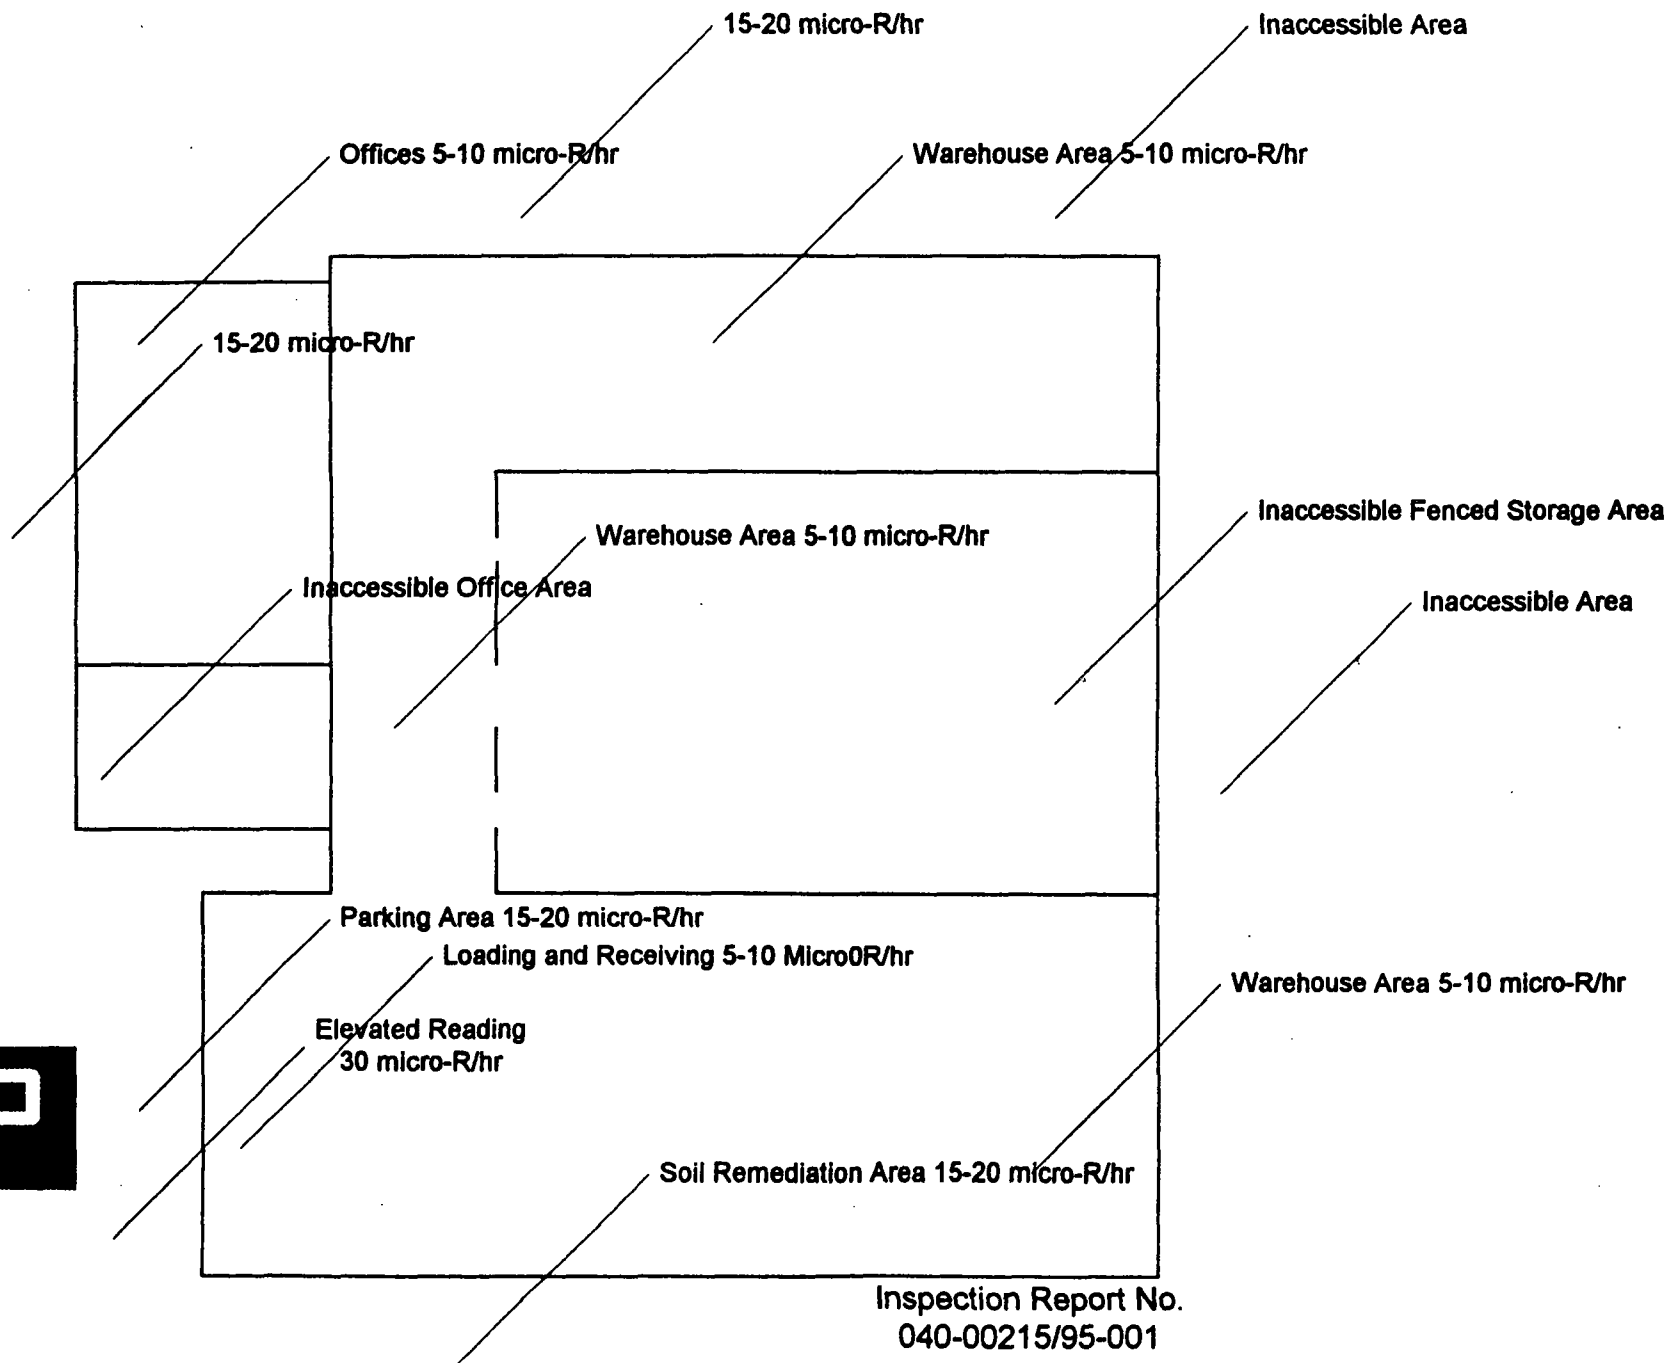 15-20 micro-R/hr
Inaccessible Area
Offices 5-10 micro-R/hr
Warehouse Area 5-10 micro-R/hr
15-20 micro-R/hr
Inaccessible Fenced Storage Area
Warehouse Area 5-10 micro-R/hr
Inaccessible Office Area
Inaccessible Area
Parking Area 15-20 micro-R/hr
Loading and Receiving 5-10 Micro0R/hr
Warehouse Area 5-10 micro-R/hr
Elevated Reading
30 micro-R/hr
Soil Remediation Area 15-20 micro-R/hr
Inspection Report No.
040-00215/95-001